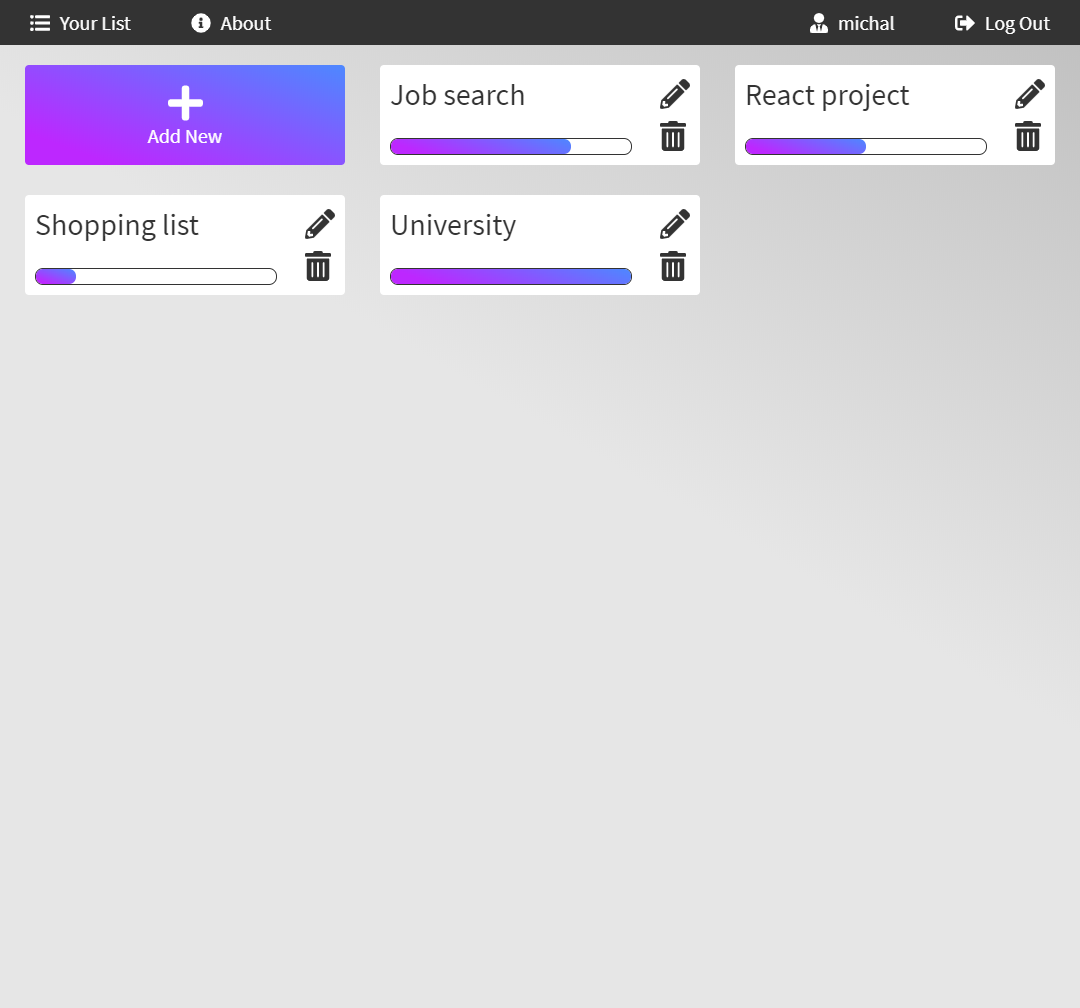 Your List
About
michal
Log Out
Add New
Job search
React project
Shopping list
University